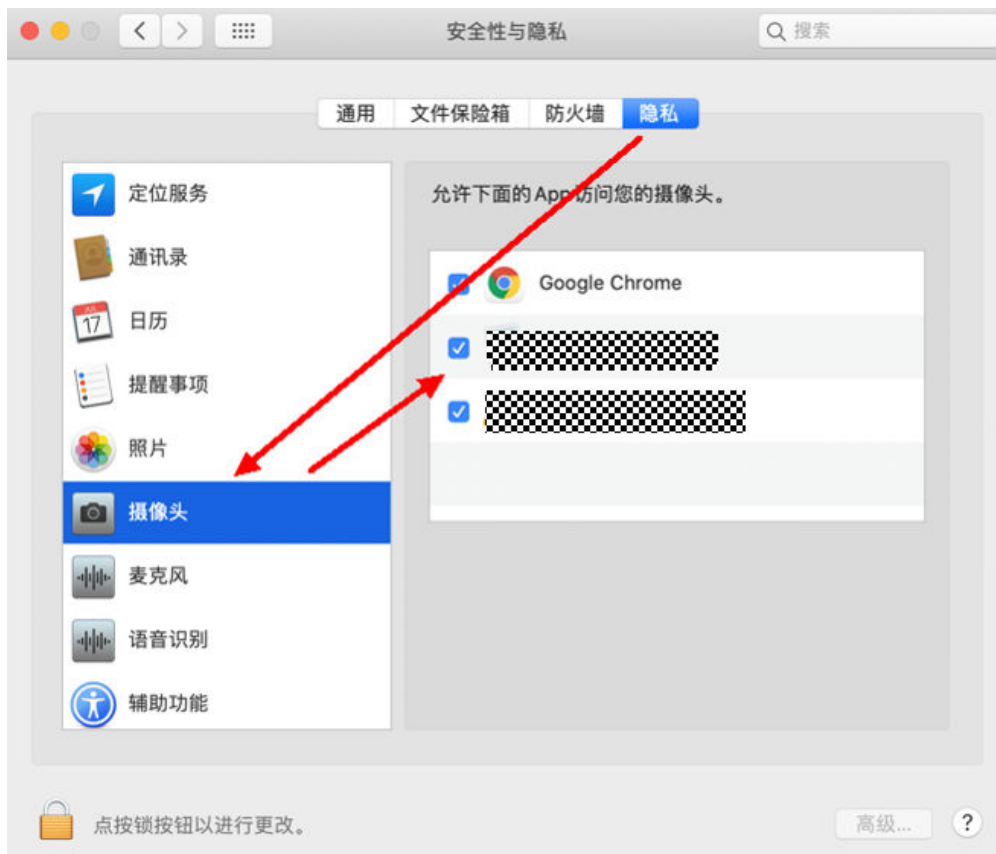 安全性与隐私
搜索
通用 文件保险箱 防火墙 隐私
定位服务
通讯录
JUL
17
日历
提醒事项
照片
摄像头
麦克风
语音识别
辅助功能
允许下面的App访问您的摄像头。
Google Chrome
点按锁按钮以进行更改。
高级...
?